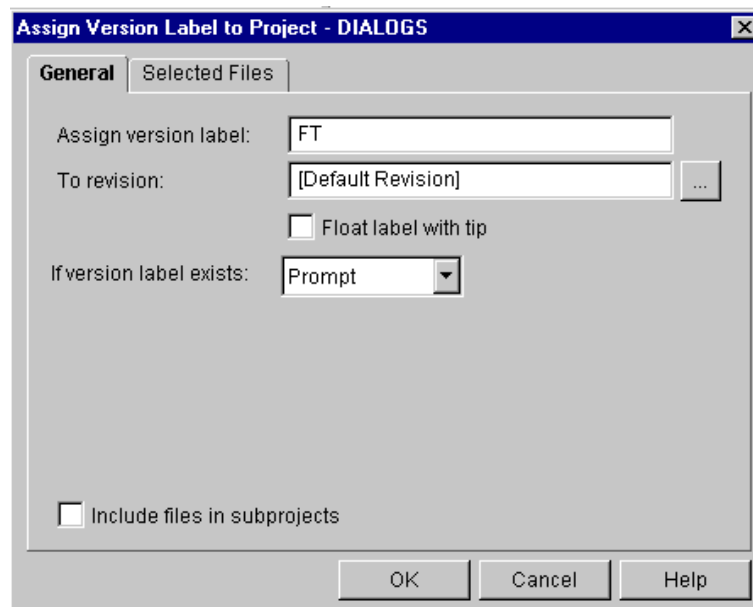 Assign Version Label to Project - DIALOGS
General Selected Files
Assign version label: FT
To revision: [Default Revision] ...
Float label with tip
If version label exists: Prompt
Include files in subprojects
OK Cancel Help